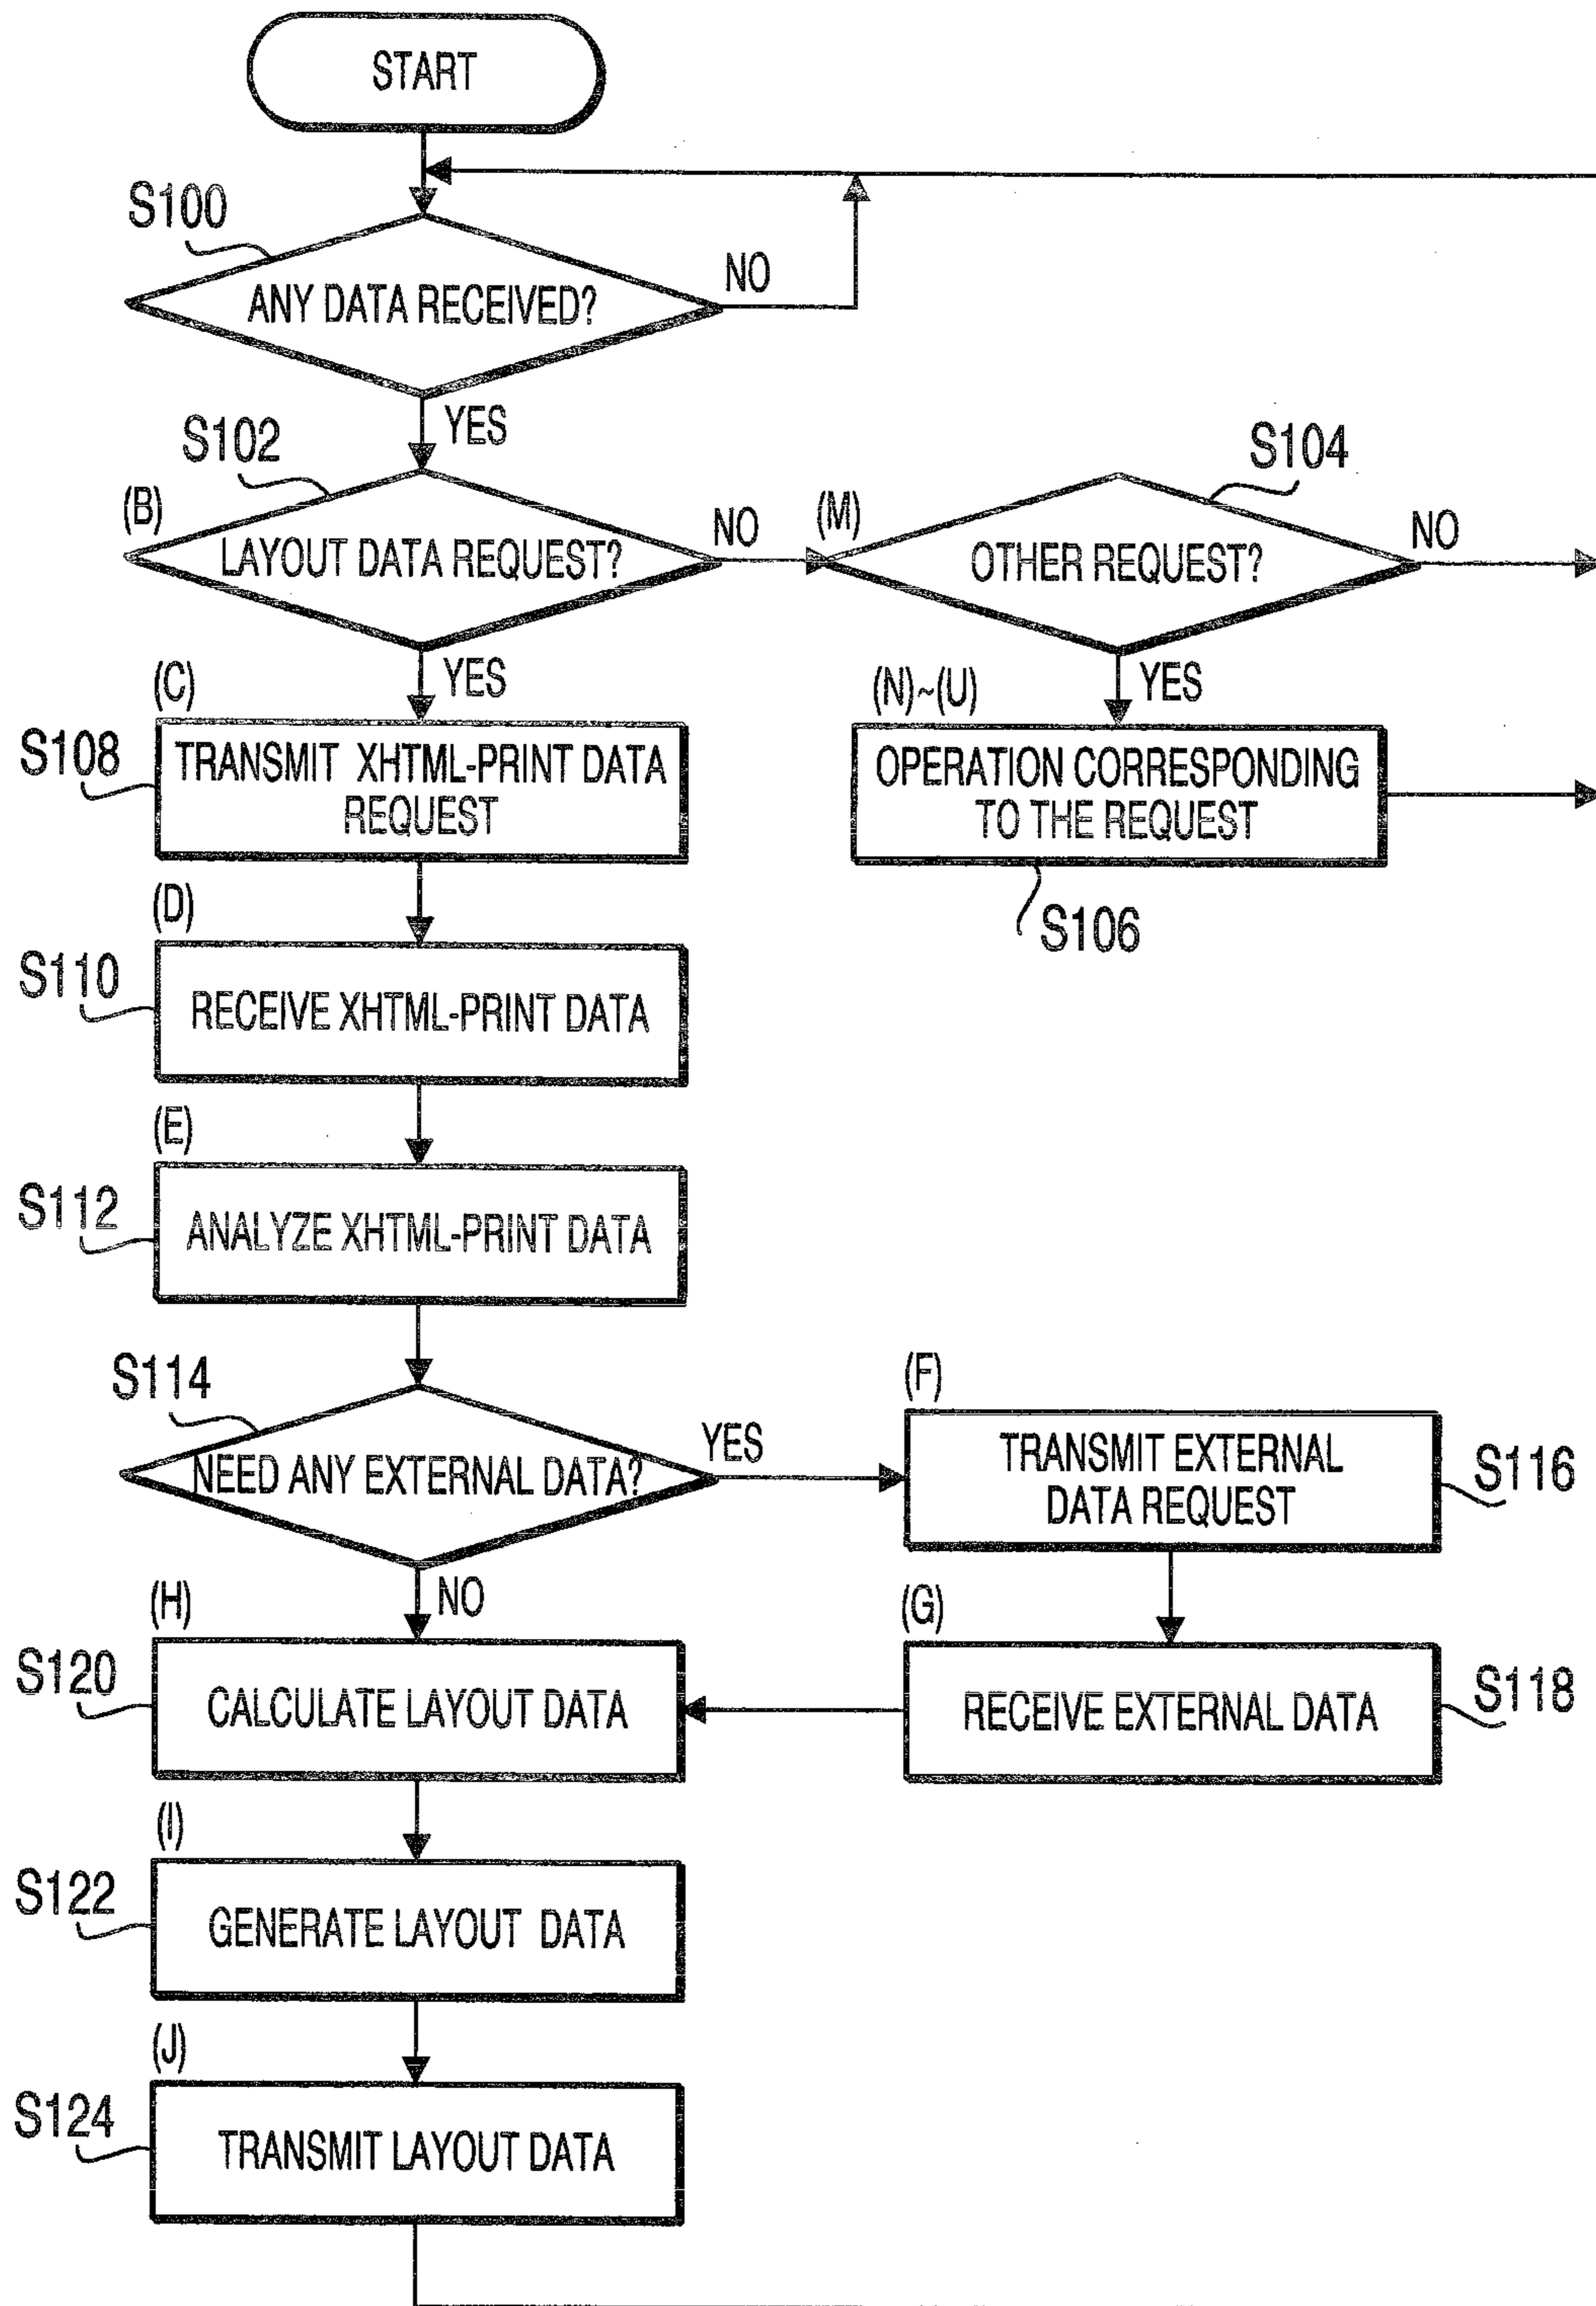 START
S100
ANY DATA RECEIVED?
NO
YES
S102
(B)
LAYOUT DATA REQUEST?
NO
S104
(M)
OTHER REQUEST?
NO
YES
(C)
S108
TRANSMIT XHTML-PRINT DATA
REQUEST
YES
(N)~(U)
OPERATION CORRESPONDING
TO THE REQUEST
S106
(D)
S110
RECEIVE XHTML-PRINT DATA
(E)
S112
ANALYZE XHTML-PRINT DATA
S114
NEED ANY EXTERNAL DATA?
YES
(F)
TRANSMIT EXTERNAL
DATA REQUEST
S116
NO
(H)
S120
CALCULATE LAYOUT DATA
(G)
RECEIVE EXTERNAL DATA
S118
(I)
S122
GENERATE LAYOUT DATA
(J)
S124
TRANSMIT LAYOUT DATA